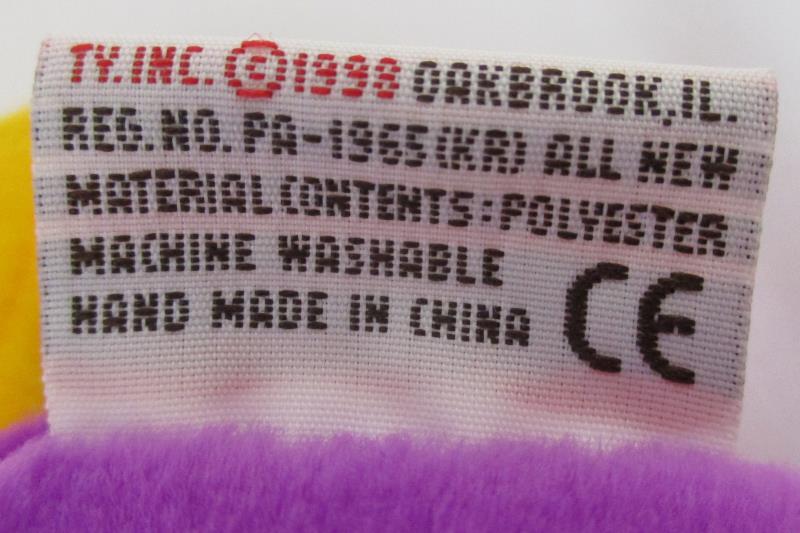 TY. INC. © 1998 OAKBROOK, IL.
REG. NO. PA-1965(KR) ALL NEW
MATERIAL CONTENTS: POLYESTER
MACHINE WASHABLE
HAND MADE IN CHINA
CE